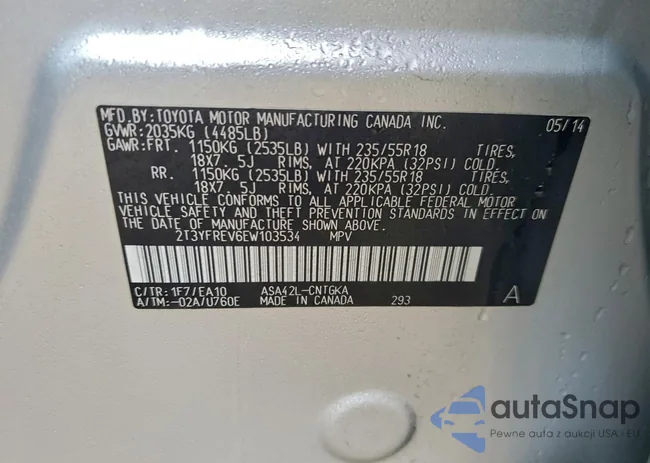 MFD.BY:TOYOTA MOTOR MANUFACTURING CANADA INC. 05/14
GVWR:2035KG (4485LB)
GAWR:FRT. 1150KG (2535LB) WITH 235/55R18 TIRES,
18X7. 5J RIMS, AT 220KPA (32PSI) COLD.
RR. 1150KG (2535LB) WITH 235/55R18 TIRES,
18X7. 5J RIMS, AT 220KPA (32PSI) COLD.
THIS VEHICLE CONFORMS TO ALL APPLICABLE FEDERAL MOTOR
VEHICLE SAFETY AND THEFT PREVENTION STANDARDS IN EFFECT ON
THE DATE OF MANUFACTURE SHOWN ABOVE.
2T3YFREV6EW103534 MPV
C/TR:1F7/EA10 ASA42L-CNTGKA
A/TM:-02A/U760E MADE IN CANADA 293 A
autaSnap
Pewne auta z aukcji USA - EU